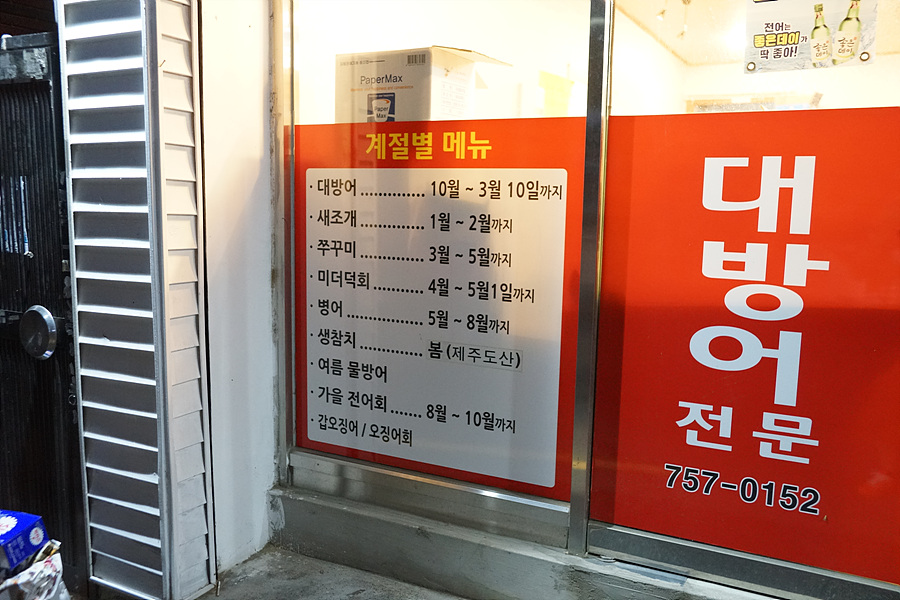 PaperMax
Paper
Max
전어는
좋은데이가
딱 좋아!
계절별 메뉴
· 대방어 .............. 10월 ~ 3월 10일까지
· 새조개 .............. 1월 ~ 2월까지
· 쭈꾸미 .............. 3월 ~ 5월까지
· 미더덕회 ........... 4월 ~ 5월1일까지
· 병어 ................. 5월 ~ 8월까지
· 생참치 .............. 봄 (제주도산)
· 여름 물방어
· 가을 전어회 ....... 8월 ~ 10월까지
· 갑오징어 / 오징어회
대방어
전문
757-0152